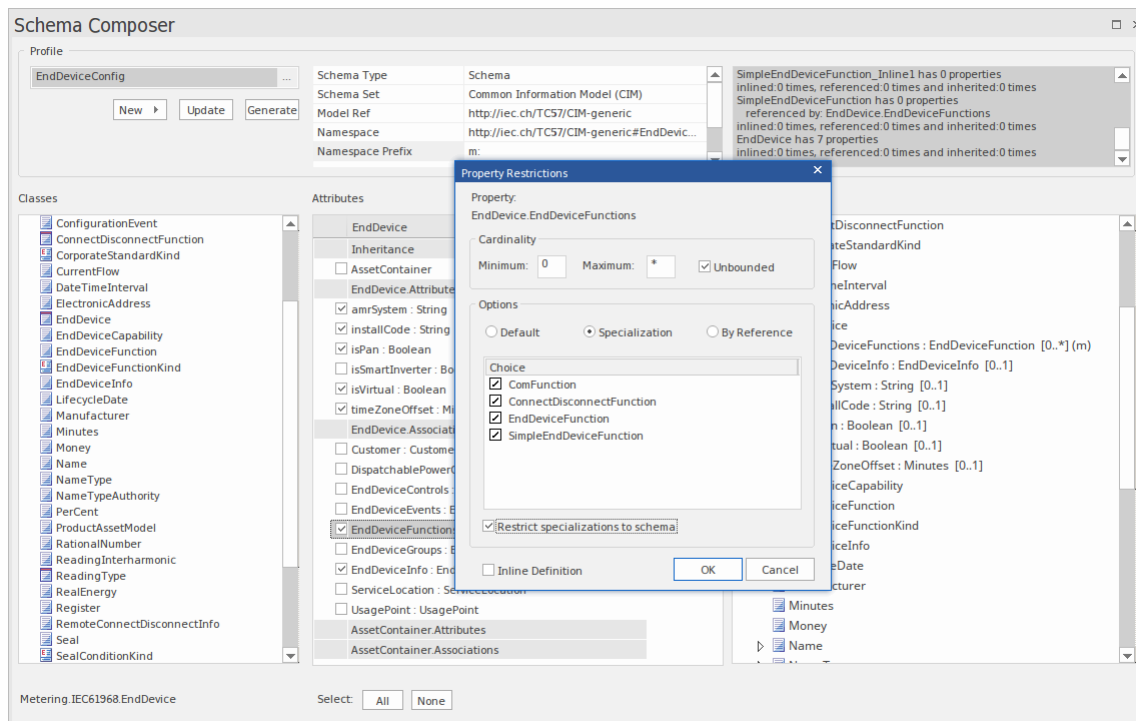 Schema Composer
Profile
EndDeviceConfig
...
New
Update
Generate
Schema Type Schema
Schema Set Common Information Model (CIM)
Model Ref http://iec.ch/TC57/CIM-generic
Namespace http://iec.ch/TC57/CIM-generic#EndDevic...
Namespace Prefix m:
SimpleEndDeviceFunction_Inline1 has 0 properties
inlined:0 times, referenced:0 times and inherited:0 times
SimpleEndDeviceFunction has 0 properties
referenced by: EndDevice.EndDeviceFunctions
inlined:0 times, referenced:0 times and inherited:0 times
EndDevice has 7 properties
inlined:0 times, referenced:0 times and inherited:0 times
Classes
ConfigurationEvent
ConnectDisconnectFunction
CorporateStandardKind
CurrentFlow
DateTimeInterval
ElectronicAddress
EndDevice
EndDeviceCapability
EndDeviceFunction
EndDeviceFunctionKind
EndDeviceInfo
LifecycleDate
Manufacturer
Minutes
Money
Name
NameType
NameTypeAuthority
PerCent
ProductAssetModel
RationalNumber
ReadingInterharmonic
ReadingType
RealEnergy
Register
RemoteConnectDisconnectInfo
Seal
SealConditionKind
Attributes
EndDevice
Inheritance
AssetContainer
EndDevice.Attribute
amrSystem : String
installCode : String
isPan : Boolean
isSmartInverter : Bo
isVirtual : Boolean
timeZoneOffset : Mi
EndDevice.Associati
Customer : Custome
DispatchablePowerC
EndDeviceControls :
EndDeviceEvents : E
EndDeviceFunctions
EndDeviceGroups : E
EndDeviceInfo : End
ServiceLocation : ServiceLocation
UsagePoint : UsagePoint
AssetContainer.Attributes
AssetContainer.Associations
Property Restrictions
Property:
EndDevice.EndDeviceFunctions
Cardinality
Minimum: 0 Maximum: * Unbounded
Options
Default Specialization By Reference
Choice
ComFunction
ConnectDisconnectFunction
EndDeviceFunction
SimpleEndDeviceFunction
Restrict specializations to schema
Inline Definition
OK
Cancel
tDisconnectFunction
ateStandardKind
Flow
neInterval
nicAddress
ice
DeviceFunctions : EndDeviceFunction [0..*] (m)
DeviceInfo : EndDeviceInfo [0..1]
System : String [0..1]
llCode : String [0..1]
n : Boolean [0..1]
tual : Boolean [0..1]
ZoneOffset : Minutes [0..1]
iceCapability
iceFunction
iceFunctionKind
iceInfo
eDate
cturer
Minutes
Money
Name
Metering.IEC61968.EndDevice
Select: All None